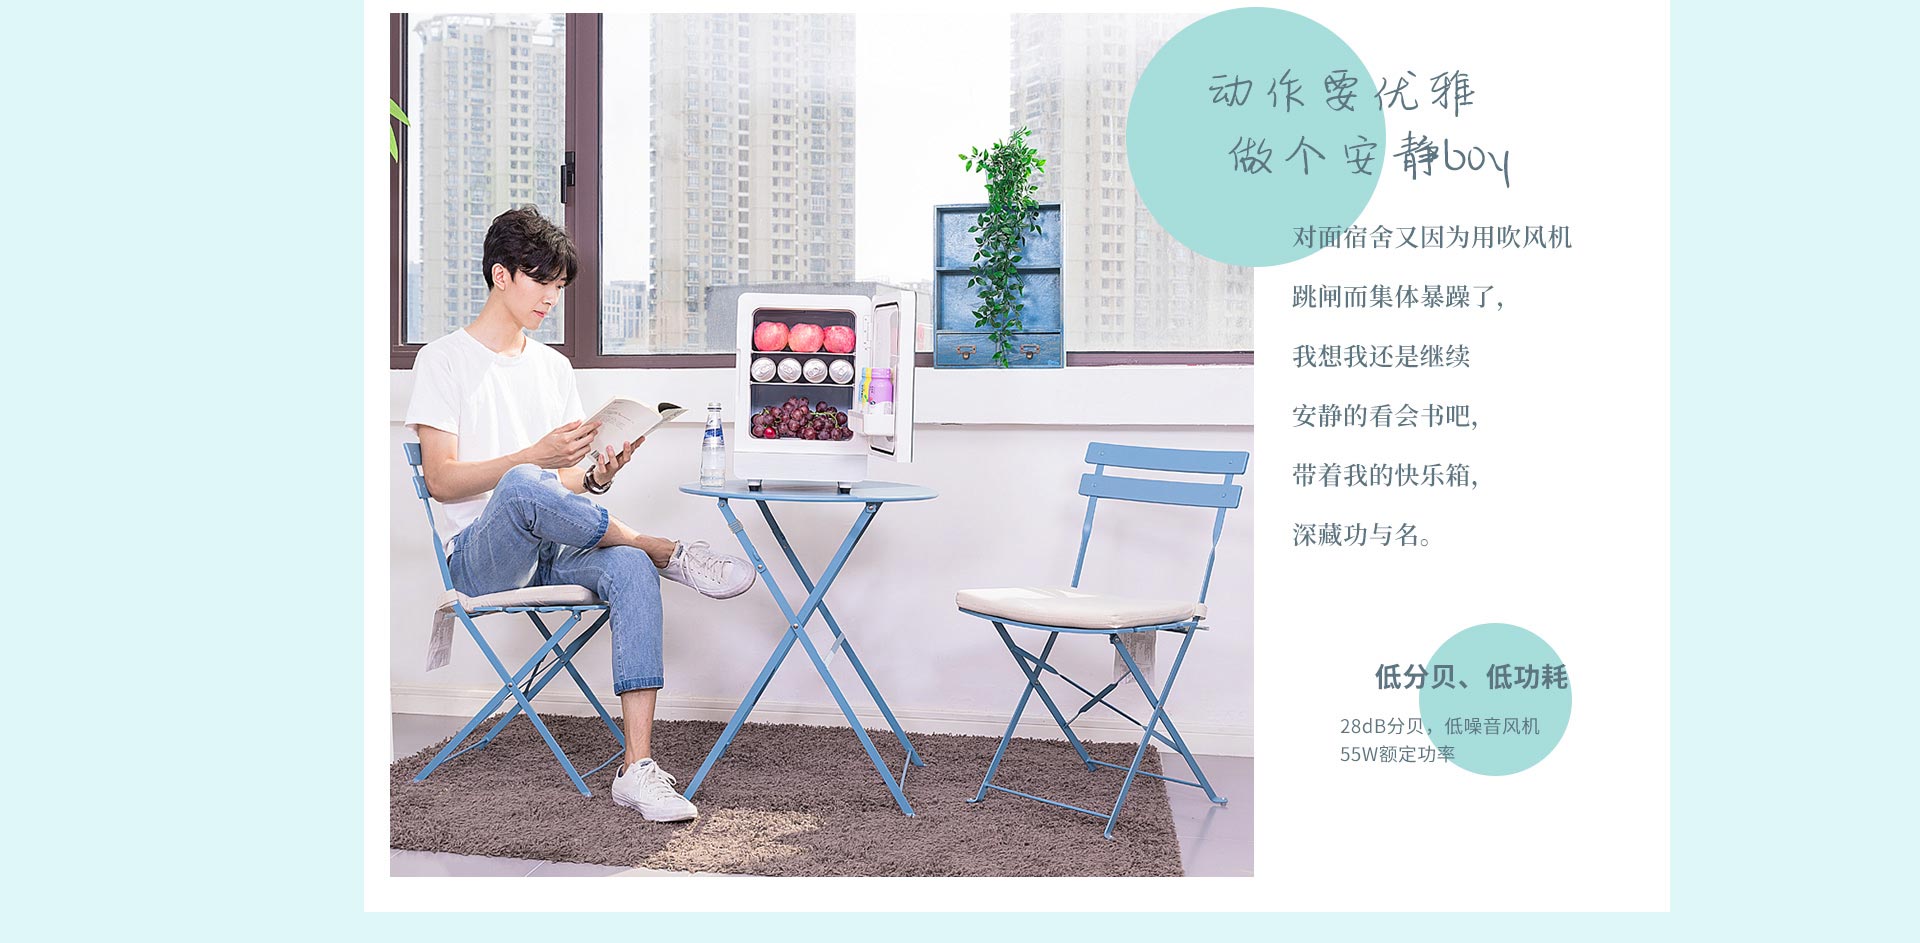 动作要优雅
做个安静boy
对面宿舍又因为用吹风机
跳闸而集体暴躁了，
我想我还是继续
安静的看会书吧，
带着我的快乐箱，
深藏功与名。
低分贝、低功耗
28dB分贝，低噪音风机
55W额定功率